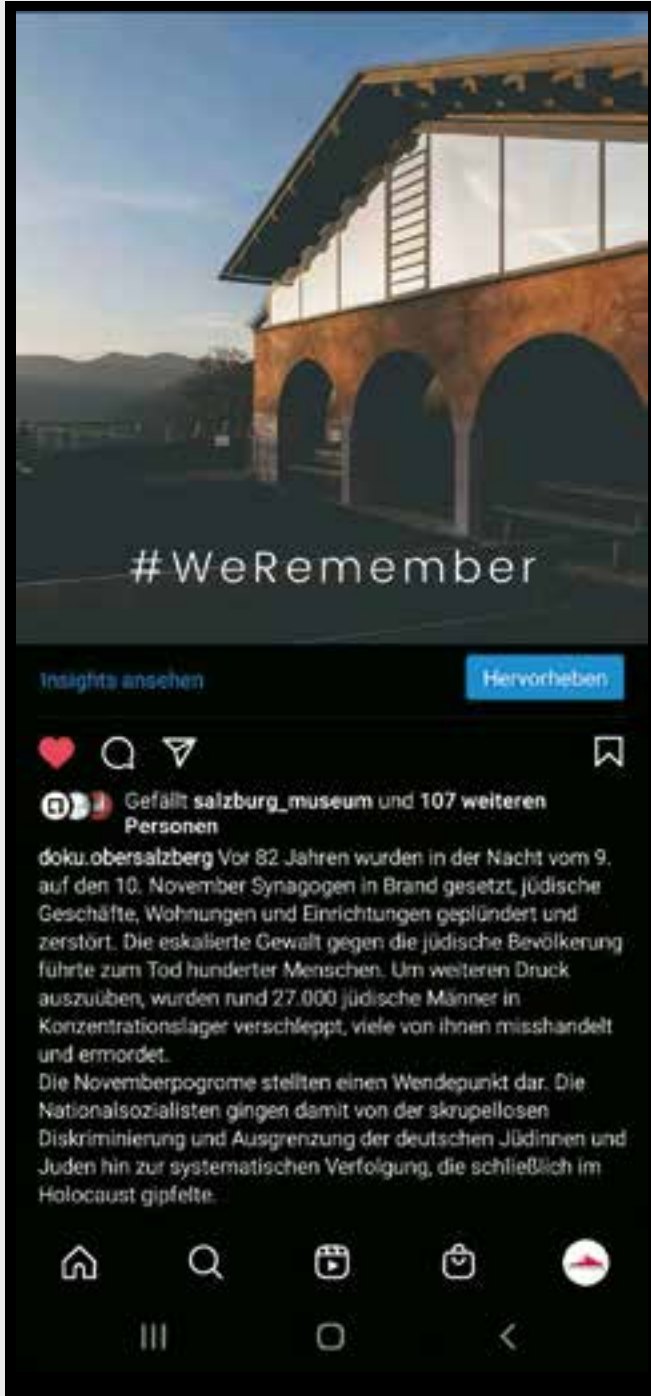 #WeRemember
Insights ansehen
Hervorheben
Gefällt salzburg_museum und 107 weiteren
Personen
doku.obersalzberg Vor 82 Jahren wurden in der Nacht vom 9.
auf den 10. November Synagogen in Brand gesetzt, jüdische
Geschäfte, Wohnungen und Einrichtungen geplündert und
zerstört. Die eskalierte Gewalt gegen die jüdische Bevölkerung
führte zum Tod hunderter Menschen. Um weiteren Druck
auszuüben, wurden rund 27.000 jüdische Männer in
Konzentrationslager verschleppt, viele von ihnen misshandelt
und ermordet.
Die Novemberpogrome stellten einen Wendepunkt dar. Die
Nationalsozialisten gingen damit von der skrupellosen
Diskriminierung und Ausgrenzung der deutschen Jüdinnen und
Juden hin zur systematischen Verfolgung, die schließlich im
Holocaust gipfelte.